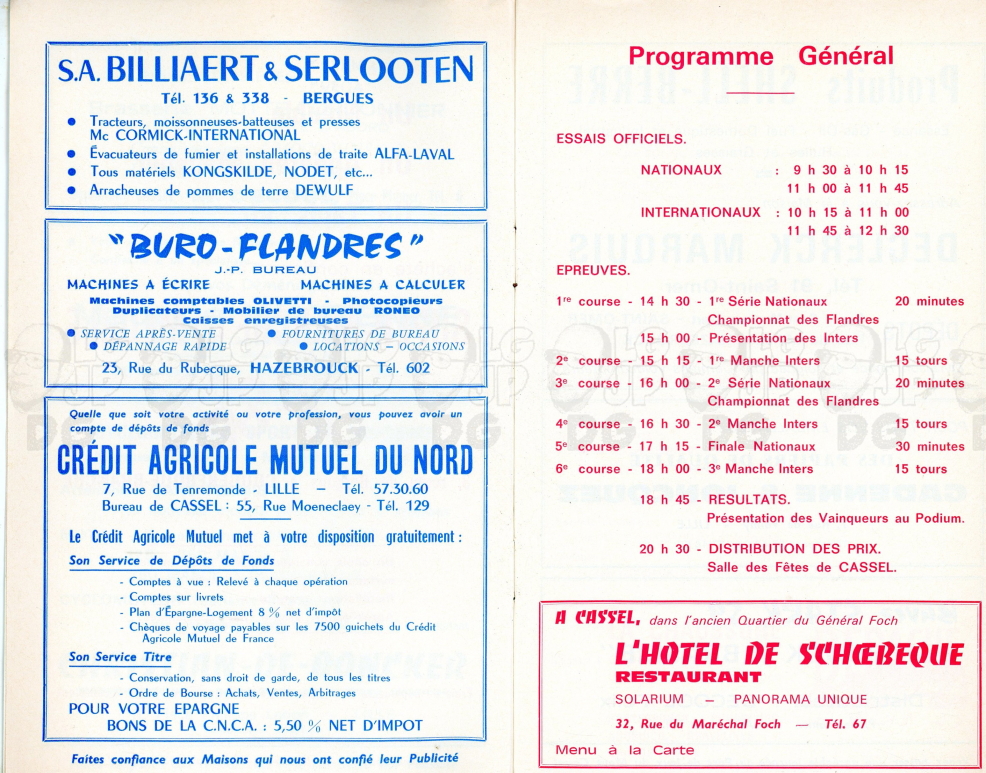 S.A. BILLIAERT & SERLOOTEN
Tél. 136 & 338 - BERGUES
● Tracteurs, moissonneuses-batteuses et presses
Mc CORMICK-INTERNATIONAL
● Évacuateurs de fumier et installations de traite ALFA-LAVAL
● Tous matériels KONGSKILDE, NODET, etc...
● Arracheuses de pommes de terre DEWULF
"BURO-FLANDRES"
J.-P. BUREAU
MACHINES A ÉCRIRE MACHINES A CALCULER
Machines comptables OLIVETTI - Photocopieurs
Duplicateurs - Mobilier de bureau RONEO
Caisses enregistreuses
● SERVICE APRÈS-VENTE ● FOURNITURES DE BUREAU
● DÉPANNAGE RAPIDE ● LOCATIONS – OCCASIONS
23, Rue du Rubecque, HAZEBROUCK - Tél. 602
Quelle que soit votre activité ou votre profession, vous pouvez avoir un
compte de dépôts de fonds
CRÉDIT AGRICOLE MUTUEL DU NORD
7, Rue de Tenremonde - LILLE — Tél. 57.30.60
Bureau de CASSEL : 55, Rue Moeneclaey - Tél. 129
Le Crédit Agricole Mutuel met à votre disposition gratuitement :
Son Service de Dépôts de Fonds
- Comptes à vue : Relevé à chaque opération
- Comptes sur livrets
- Plan d'Épargne-Logement 8 % net d'impôt
- Chèques de voyage payables sur les 7500 guichets du Crédit
Agricole Mutuel de France
Son Service Titre
- Conservation, sans droit de garde, de tous les titres
- Ordre de Bourse : Achats, Ventes, Arbitrages
POUR VOTRE EPARGNE
BONS DE LA C.N.C.A. : 5,50 % NET D'IMPOT
Faites confiance aux Maisons qui nous ont confié leur Publicité
Programme Général
ESSAIS OFFICIELS.
NATIONAUX : 9 h 30 à 10 h 15
11 h 00 à 11 h 45
INTERNATIONAUX : 10 h 15 à 11 h 00
11 h 45 à 12 h 30
EPREUVES.
1re course - 14 h 30 - 1re Série Nationaux 20 minutes
Championnat des Flandres
15 h 00 - Présentation des Inters
2e course - 15 h 15 - 1re Manche Inters 15 tours
3e course - 16 h 00 - 2e Série Nationaux 20 minutes
Championnat des Flandres
4e course - 16 h 30 - 2e Manche Inters 15 tours
5e course - 17 h 15 - Finale Nationaux 30 minutes
6e course - 18 h 00 - 3e Manche Inters 15 tours
18 h 45 - RESULTATS.
Présentation des Vainqueurs au Podium.
20 h 30 - DISTRIBUTION DES PRIX.
Salle des Fêtes de CASSEL.
A CASSEL, dans l'ancien Quartier du Général Foch
L'HOTEL DE SCHŒBEQUE
RESTAURANT
SOLARIUM — PANORAMA UNIQUE
32, Rue du Maréchal Foch — Tél. 67
Menu à la Carte